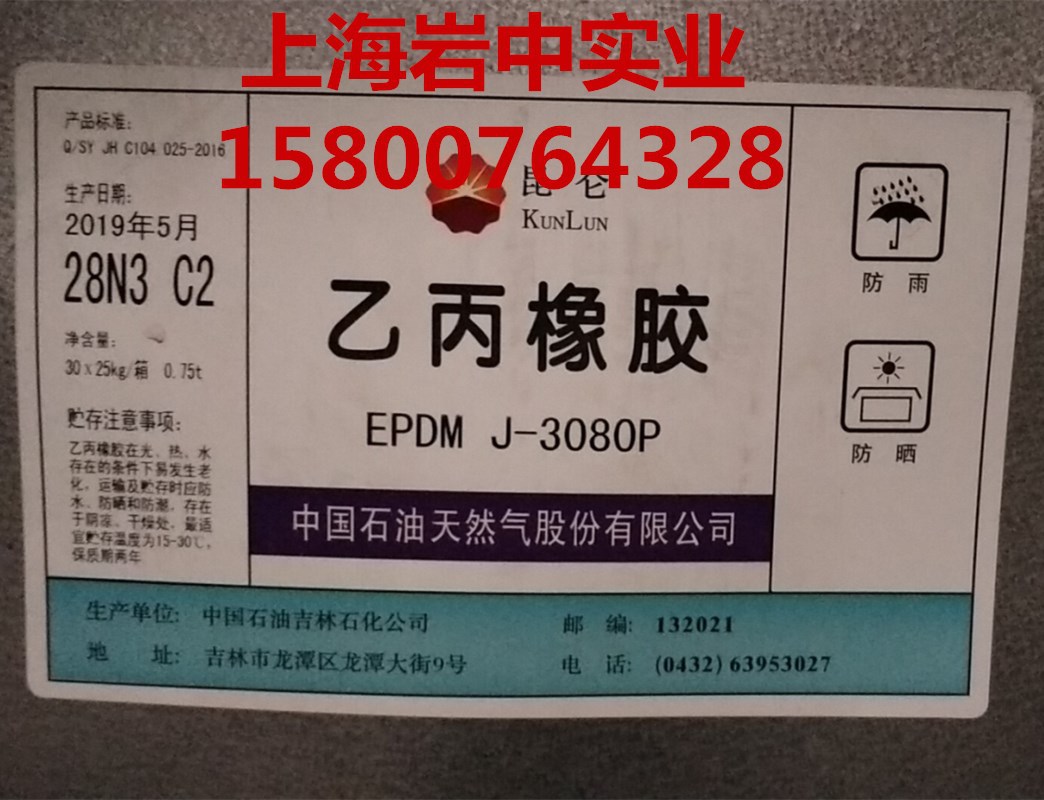 上海岩中实业
15800764328
产品标准:
Q/SY JH C104 025-2016
生产日期:
2019年5月
28N3 C2
净含量:
30x25kg/箱 0.75t
贮存注意事项:
乙丙橡胶在光、热、水
存在的条件下易发生老
化，运输及贮存时应防
水、防晒和防潮，存在
于阴凉、干燥处，最适
宜贮存温度为15-30℃，
保质期两年
昆仑
KUNLUN
乙丙橡胶
EPDM J-3080P
中国石油天然气股份有限公司
防雨
防晒
生产单位: 中国石油吉林石化公司
地 址: 吉林市龙潭区龙潭大街9号
邮 编: 132021
电 话: (0432) 63953027